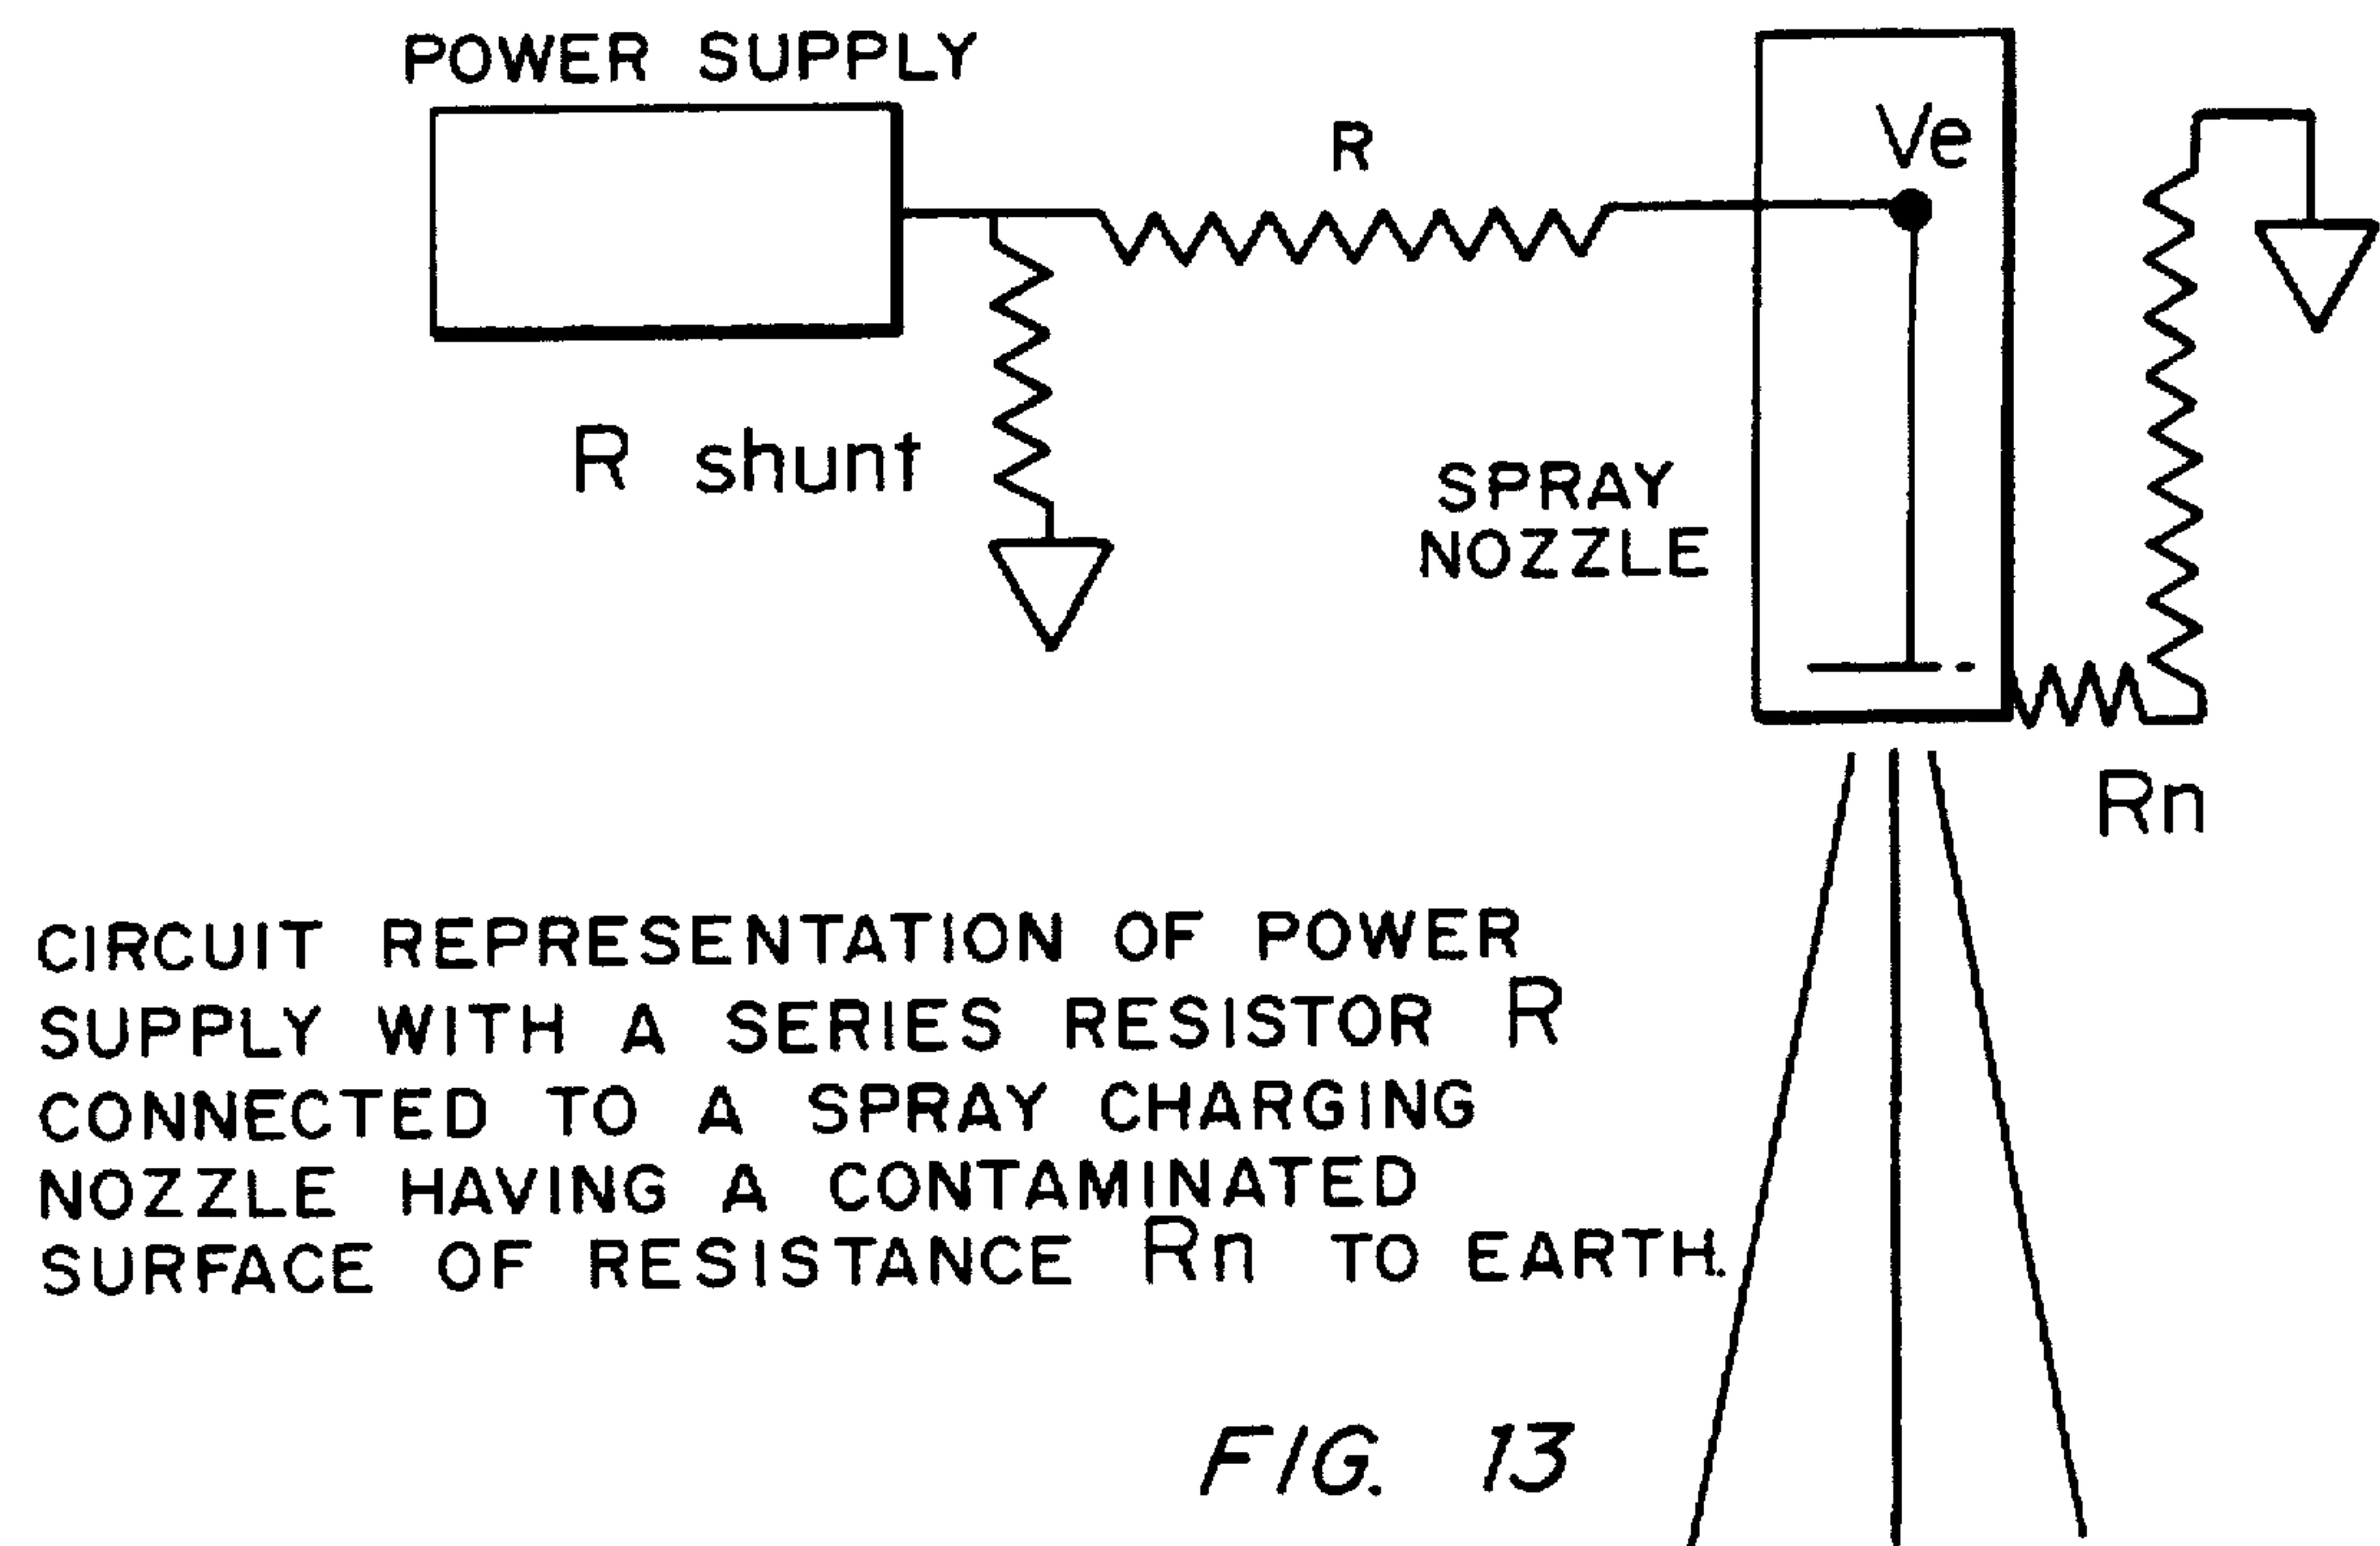 POWER SUPPLY
R
Ve
R shunt
SPRAY
NOZZLE
Rn
CIRCUIT REPRESENTATION OF POWER
SUPPLY WITH A SERIES RESISTOR R
CONNECTED TO A SPRAY CHARGING
NOZZLE HAVING A CONTAMINATED
SURFACE OF RESISTANCE Rn TO EARTH.
FIG. 13